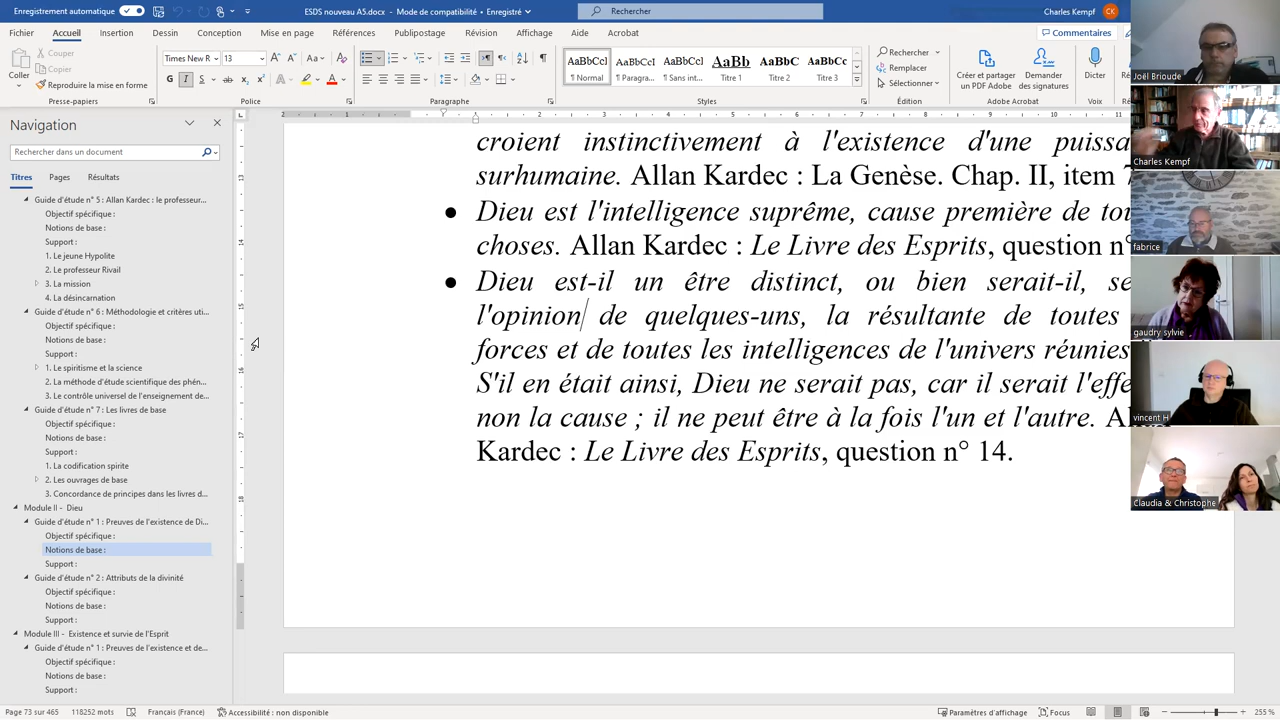 Enregistrement automatique
ESDS nouveau A5.docx - Mode de compatibilité • Enregistré
Rechercher
Charles Kempf
CK
Fichier Accueil Insertion Dessin Conception Mise en page Références Publipostage Révision Affichage Aide Acrobat
Commentaires
Coller
Couper
Copier
Reproduire la mise en forme
Presse-papiers
Times New R
13
G I S
Police
Paragraphe
AaBbCcI
¶ Normal
AaBbCcI
¶ Paragra...
AaBbCcI
¶ Sans int...
AaBb
Titre 1
AaBbC
Titre 2
AaBbCc
Titre 3
Styles
Rechercher
Remplacer
Sélectionner
Édition
Créer et partager
un PDF Adobe
Demander
des signatures
Adobe Acrobat
Dicter
Voix
Navigation
Rechercher dans un document
Titres Pages Résultats
Guide d'étude n° 5 : Allan Kardec : le professeur...
Objectif spécifique :
Notions de base :
Support :
1. Le jeune Hypolite
2. Le professeur Rivail
3. La mission
4. La désincarnation
Guide d'étude n° 6 : Méthodologie et critères uti...
Objectif spécifique :
Notions de base :
Support :
1. Le spiritisme et la science
2. La méthode d'étude scientifique des phén...
3. Le contrôle universel de l'enseignement de...
Guide d'étude n° 7 : Les livres de base
Objectif spécifique :
Notions de base :
Support :
1. La codification spirite
2. Les ouvrages de base
3. Concordance de principes dans les livres d...
Module II - Dieu
Guide d'étude n° 1 : Preuves de l'existence de Di...
Objectif spécifique :
Notions de base :
Support :
Guide d'étude n° 2 : Attributs de la divinité
Objectif spécifique :
Notions de base :
Support :
Module III - Existence et survie de l'Esprit
Guide d'étude n° 1 : Preuves de l'existence et de...
Objectif spécifique :
Notions de base :
Support :
croient instinctivement à l'existence d'une puissa
surhumaine. Allan Kardec : La Genèse. Chap. II, item 7
● Dieu est l'intelligence suprême, cause première de tou
choses. Allan Kardec : Le Livre des Esprits, question n°
● Dieu est-il un être distinct, ou bien serait-il, se
l'opinion de quelques-uns, la résultante de toutes
forces et de toutes les intelligences de l'univers réunies
S'il en était ainsi, Dieu ne serait pas, car il serait l'effe
non la cause ; il ne peut être à la fois l'un et l'autre. Al
Kardec : Le Livre des Esprits, question n° 14.
Joël Brioude
Charles Kempf
fabrice
gaudry sylvie
vincent H
Claudia & Christophe
Page 73 sur 465
118252 mots
Français (France)
Accessibilité : non disponible
Paramètres d'affichage
Focus
255 %